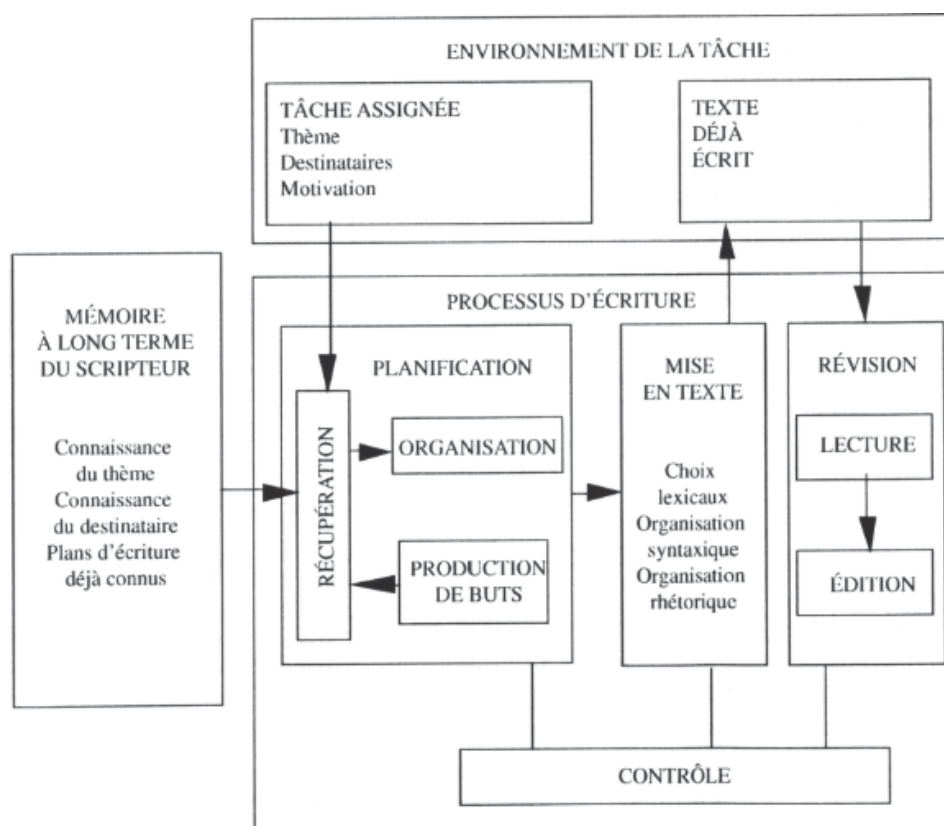 ENVIRONNEMENT DE LA TÂCHE
TÂCHE ASSIGNÉE
Thème
Destinataires
Motivation
TEXTE
DÉJÀ
ÉCRIT
MÉMOIRE
À LONG TERME
DU SCRIPTEUR
Connaissance
du thème
Connaissance
du destinataire
Plans d'écriture
déjà connus
PROCESSUS D'ÉCRITURE
PLANIFICATION
RÉCUPÉRATION
ORGANISATION
PRODUCTION
DE BUTS
MISE
EN TEXTE
Choix
lexicaux
Organisation
syntaxique
Organisation
rhétorique
RÉVISION
LECTURE
ÉDITION
CONTRÔLE